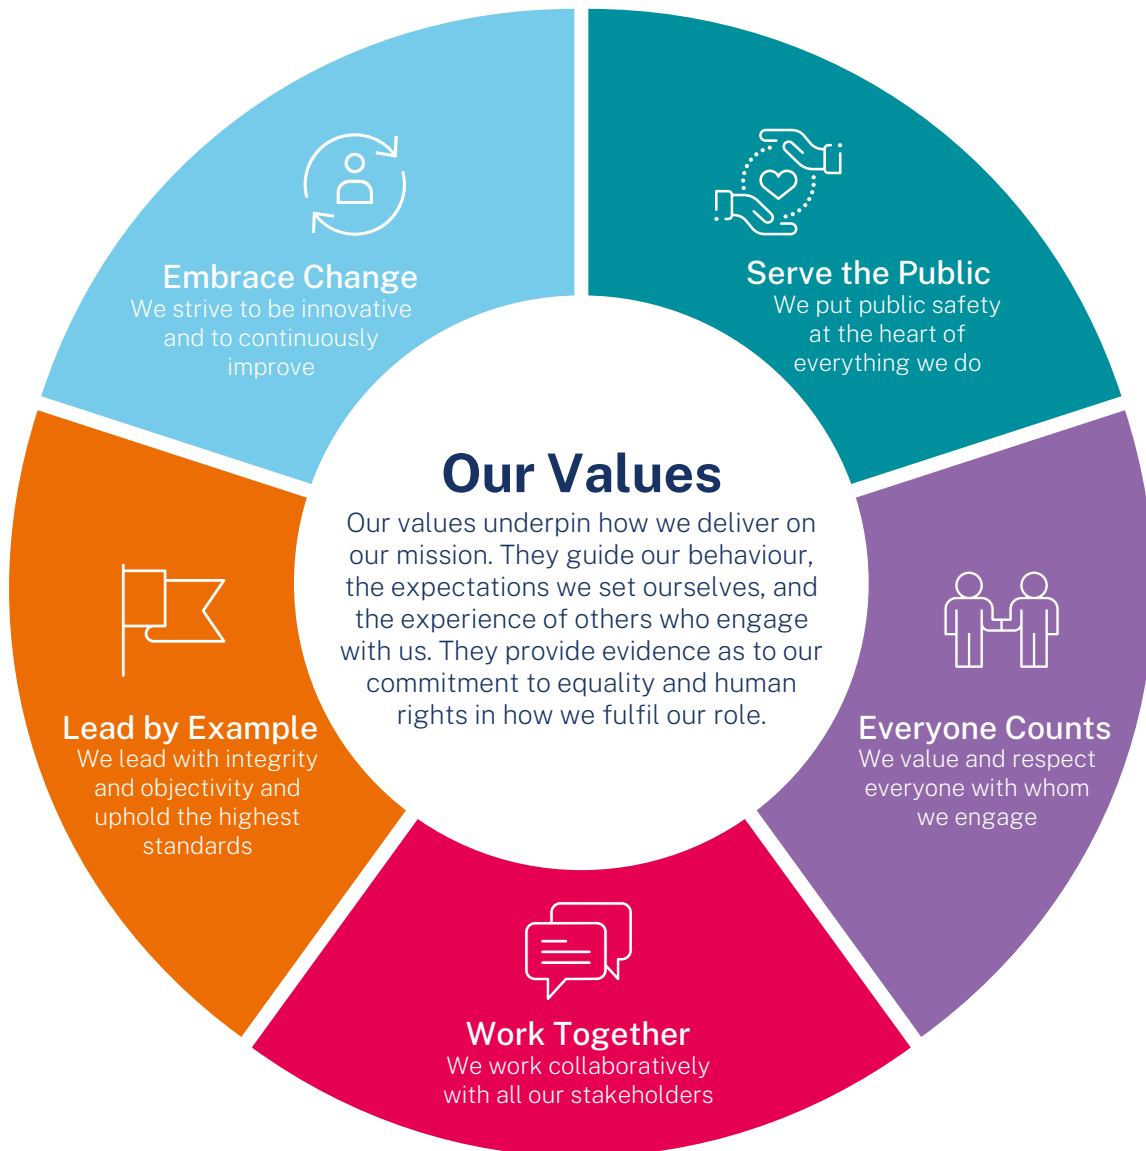 Embrace Change
We strive to be innovative
and to continuously
improve
Serve the Public
We put public safety
at the heart of
everything we do
Our Values
Our values underpin how we deliver on
our mission. They guide our behaviour,
the expectations we set ourselves, and
the experience of others who engage
with us. They provide evidence as to our
commitment to equality and human
rights in how we fulfil our role.
Lead by Example
We lead with integrity
and objectivity and
uphold the highest
standards
Everyone Counts
We value and respect
everyone with whom
we engage
Work Together
We work collaboratively
with all our stakeholders